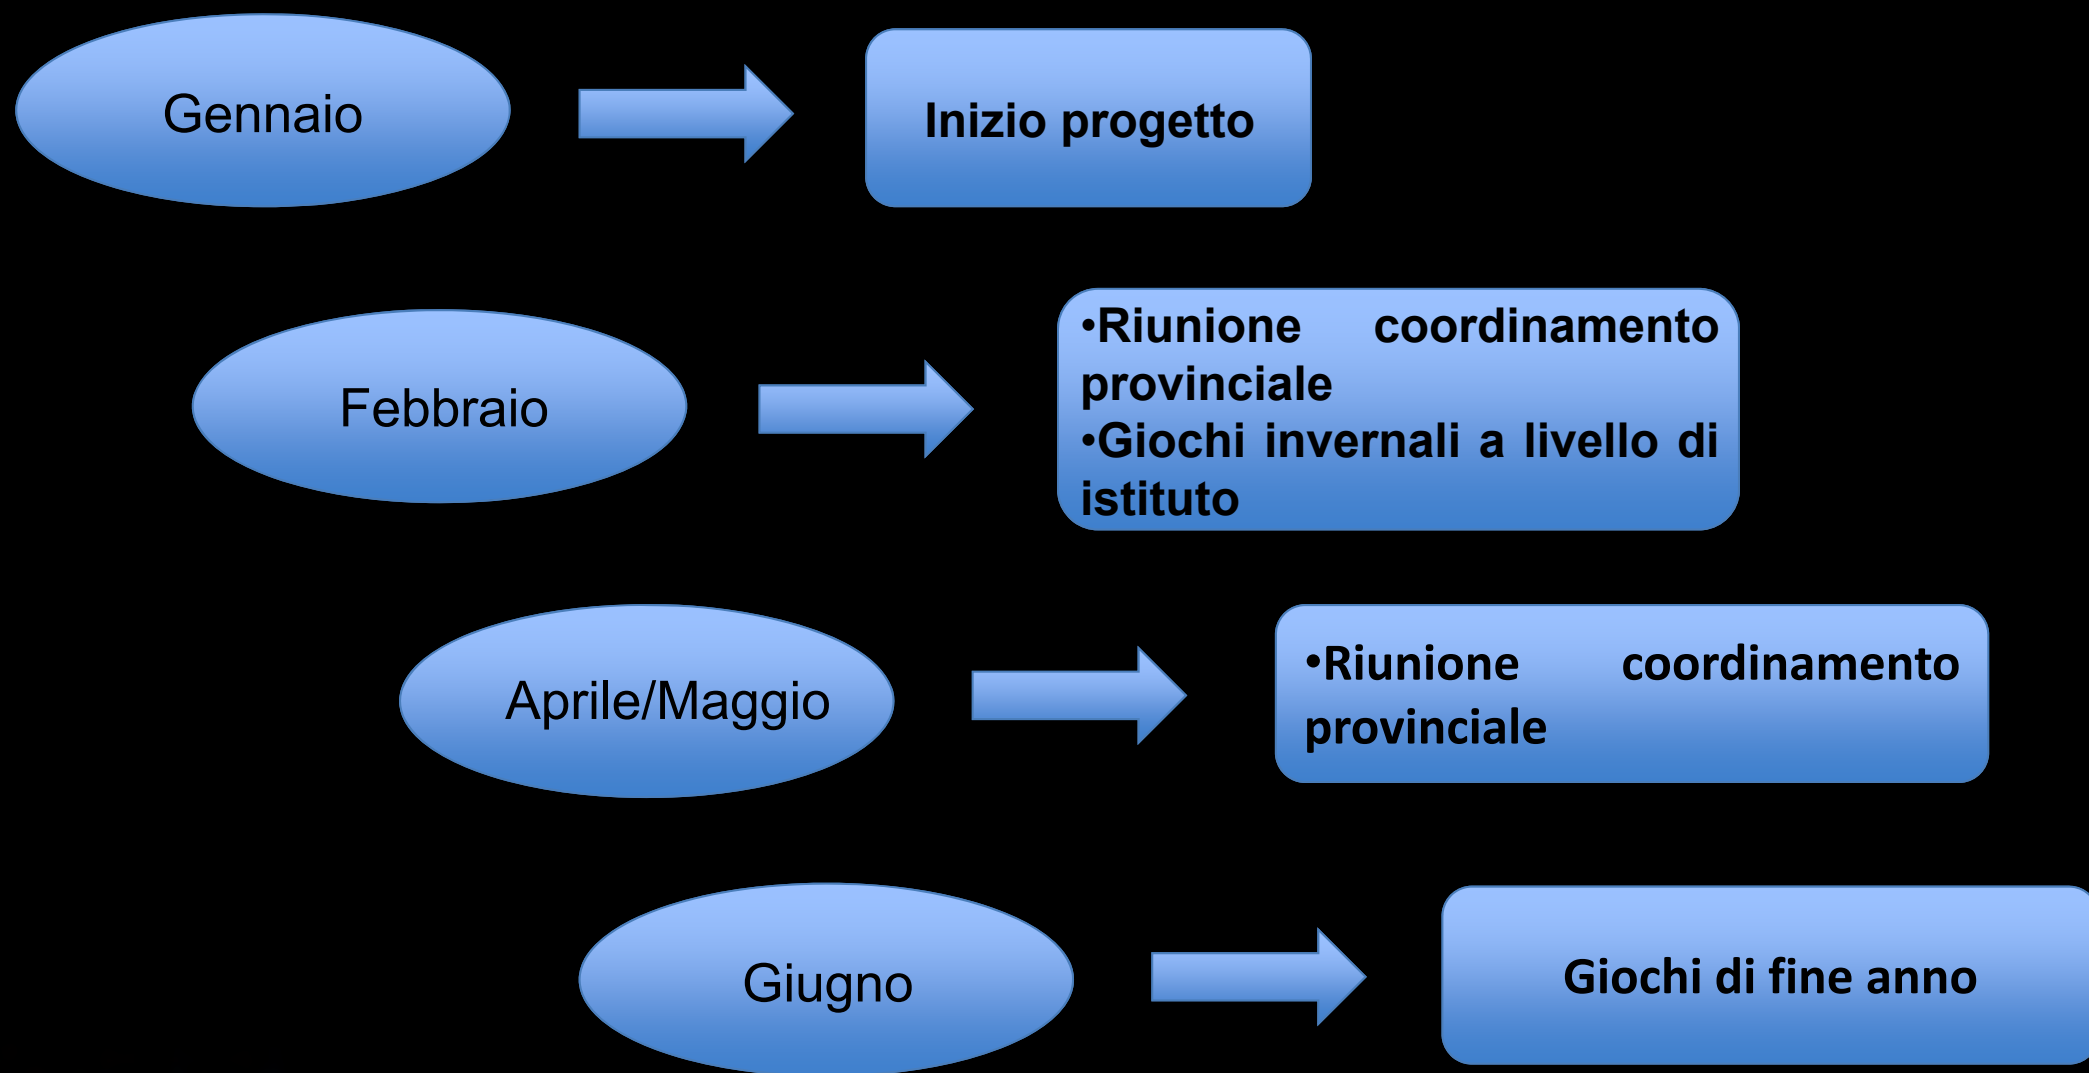 Gennaio
Inizio progetto
•Riunione coordinamento
provinciale
Febbraio
•Giochi invernali a livello di
istituto
Aprile/Maggio
•Riunione coordinamento
provinciale
Giugno
Giochi di fine anno